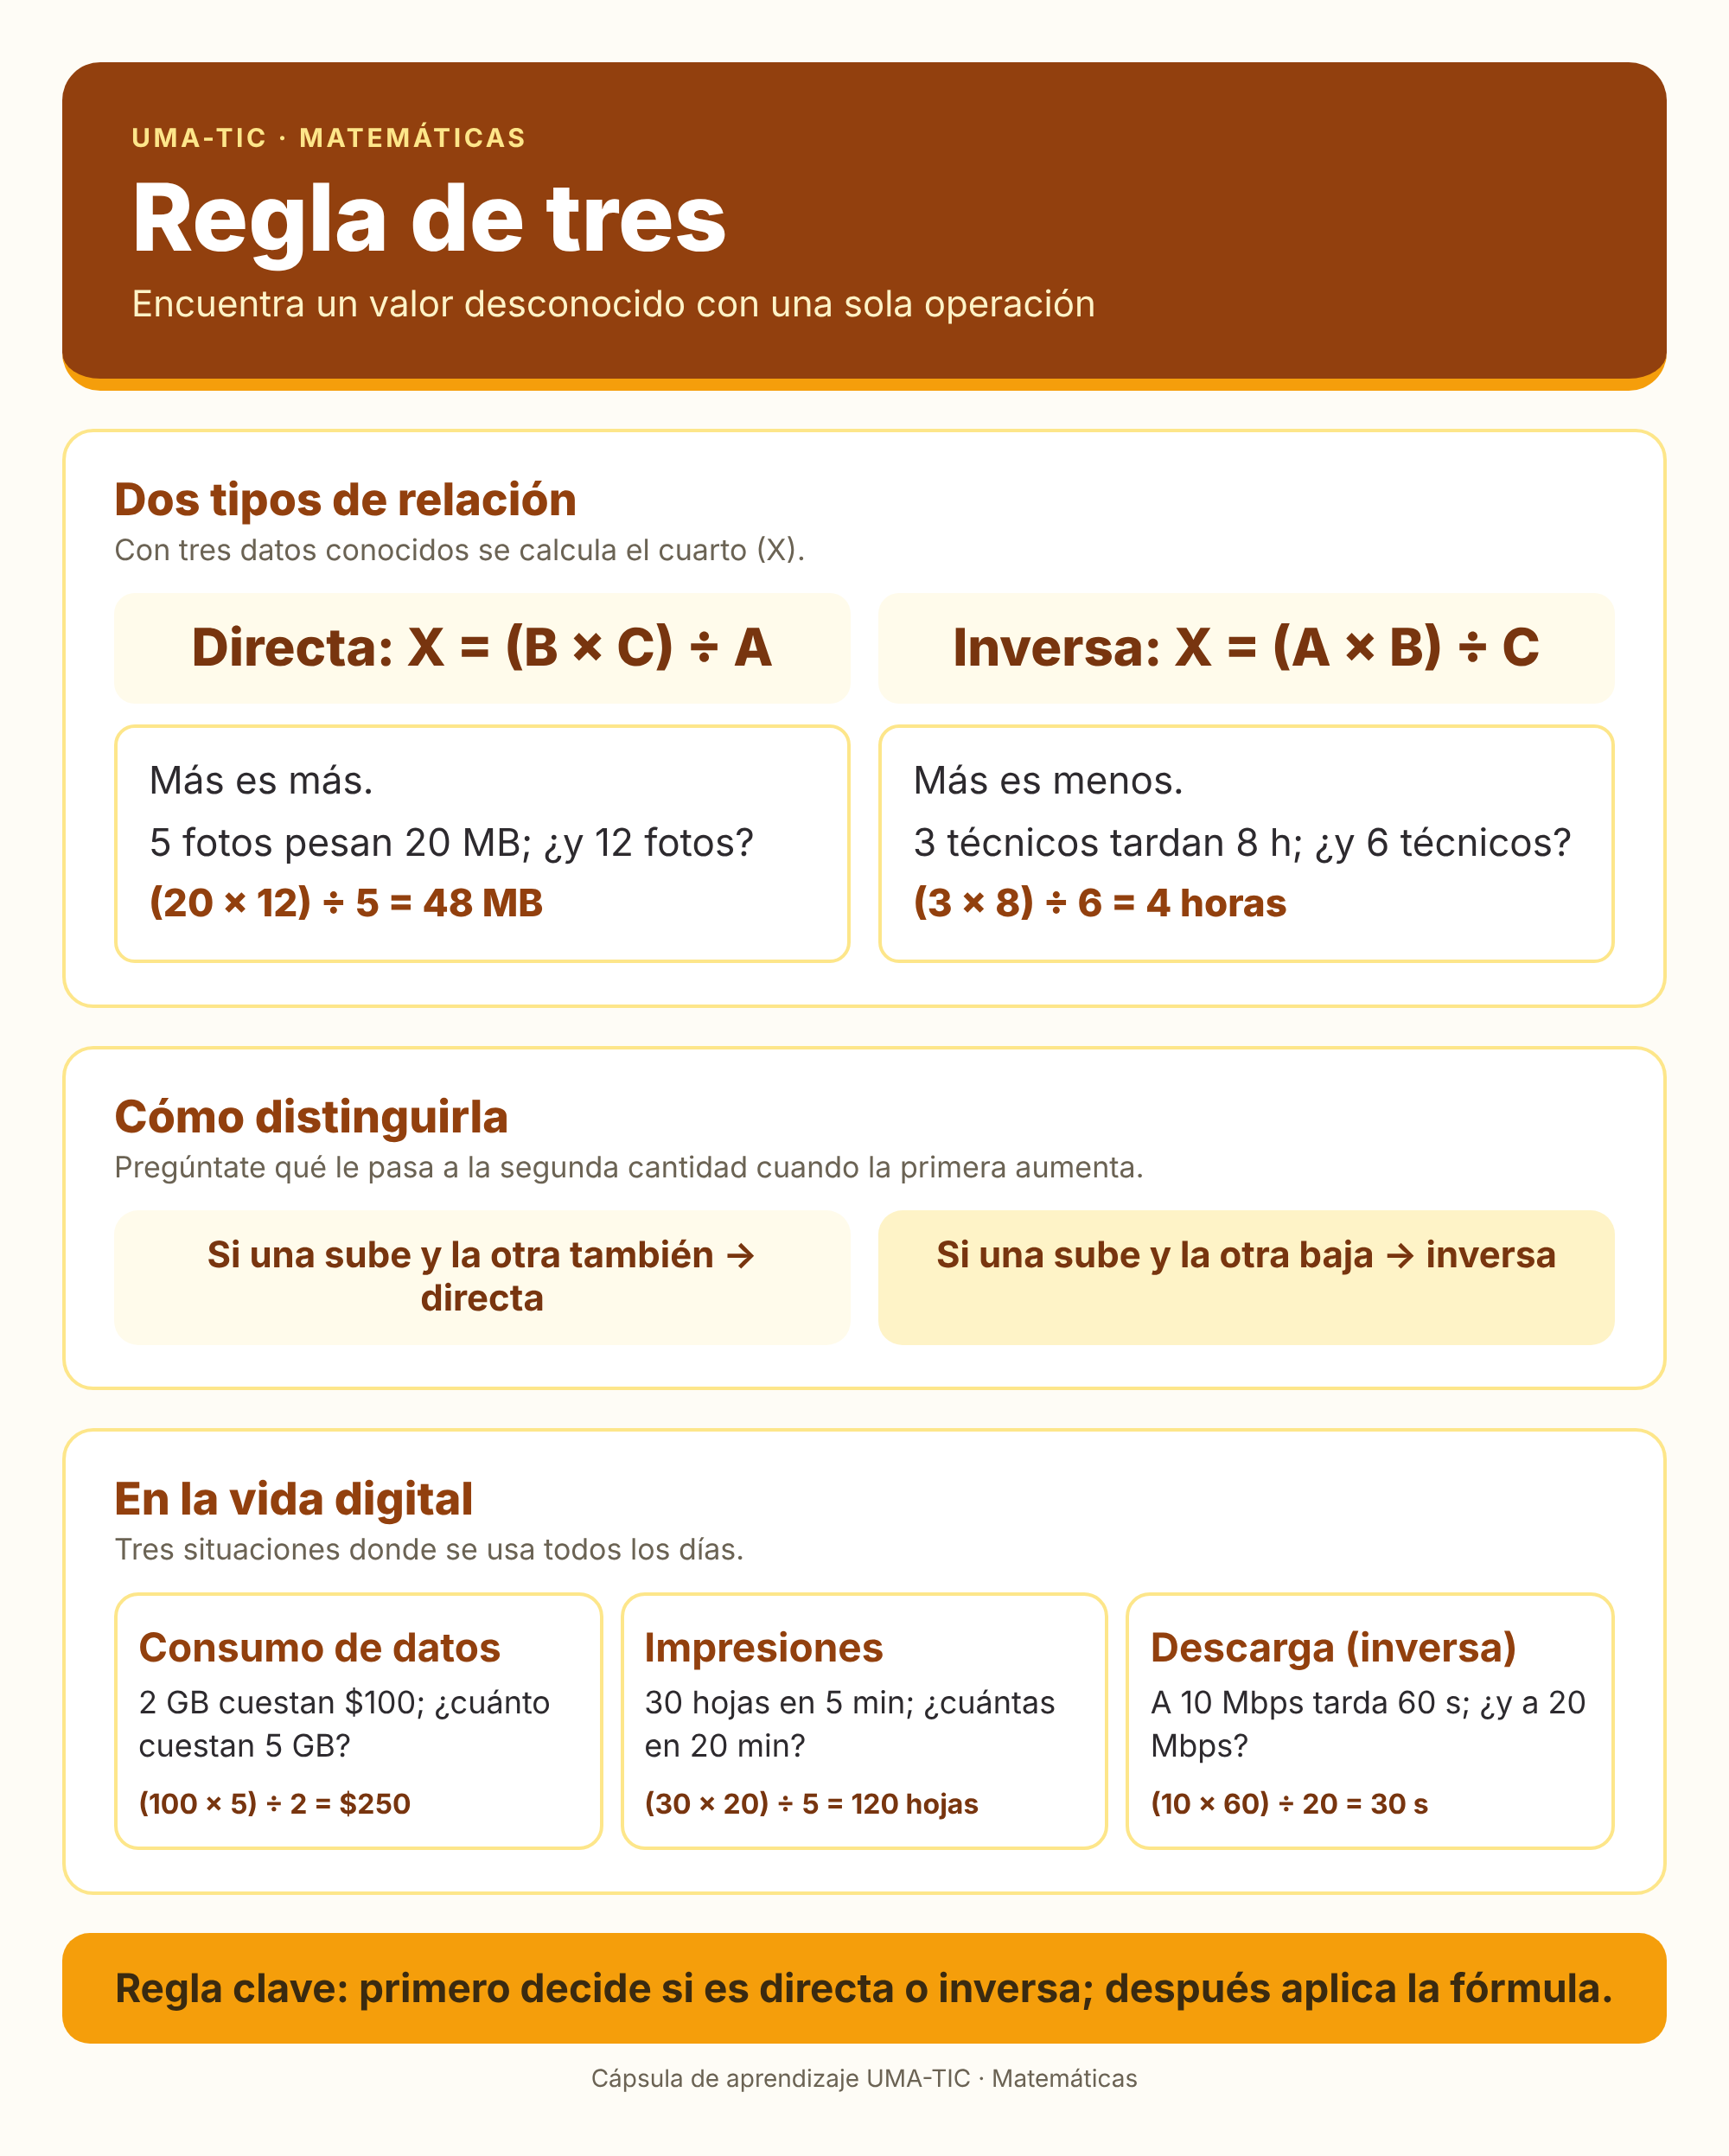 UMA-TIC · MATEMÁTICAS
Regla de tres
Encuentra un valor desconocido con una sola operación
Dos tipos de relación
Con tres datos conocidos se calcula el cuarto (X).
Directa: X = (B × C) ÷ A
Inversa: X = (A × B) ÷ C
Más es más.
5 fotos pesan 20 MB; ¿y 12 fotos?
(20 × 12) ÷ 5 = 48 MB
Más es menos.
3 técnicos tardan 8 h; ¿y 6 técnicos?
(3 × 8) ÷ 6 = 4 horas
Cómo distinguirla
Pregúntate qué le pasa a la segunda cantidad cuando la primera aumenta.
Si una sube y la otra también →
directa
Si una sube y la otra baja → inversa
En la vida digital
Tres situaciones donde se usa todos los días.
Consumo de datos
2 GB cuestan $100; ¿cuánto
cuestan 5 GB?
(100 × 5) ÷ 2 = $250
Impresiones
30 hojas en 5 min; ¿cuántas
en 20 min?
(30 × 20) ÷ 5 = 120 hojas
Descarga (inversa)
A 10 Mbps tarda 60 s; ¿y a 20
Mbps?
(10 × 60) ÷ 20 = 30 s
Regla clave: primero decide si es directa o inversa; después aplica la fórmula.
Cápsula de aprendizaje UMA-TIC · Matemáticas